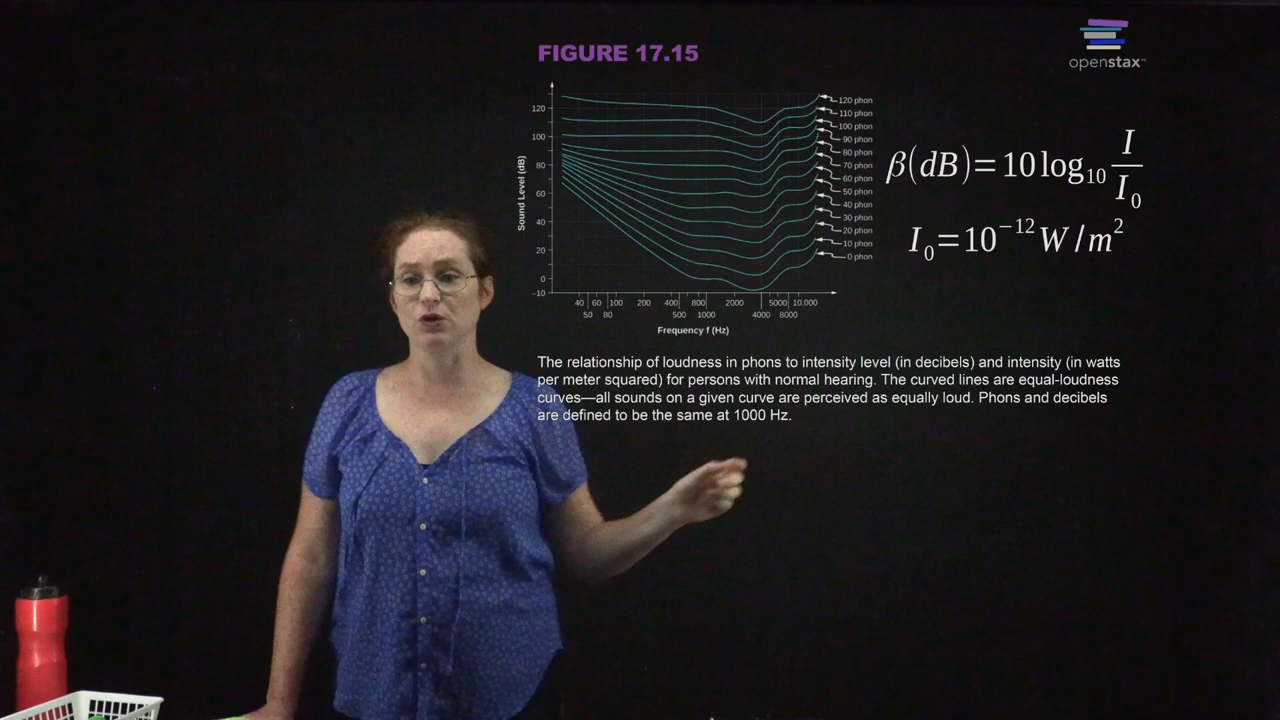 FIGURE 17.15
openstax™
120
100
80
60
40
20
0
−10
Sound Level (dB)
120 phon
110 phon
100 phon
90 phon
80 phon
70 phon
60 phon
50 phon
40 phon
30 phon
20 phon
10 phon
0 phon
40 60 100 200 400 800 2000 5000 10.000
50 80 500 1000 4000 8000
Frequency f (Hz)
β(dB)=10 log₁₀ I/I₀
I₀=10⁻¹² W/m²
The relationship of loudness in phons to intensity level (in decibels) and intensity (in watts
per meter squared) for persons with normal hearing. The curved lines are equal-loudness
curves—all sounds on a given curve are perceived as equally loud. Phons and decibels
are defined to be the same at 1000 Hz.